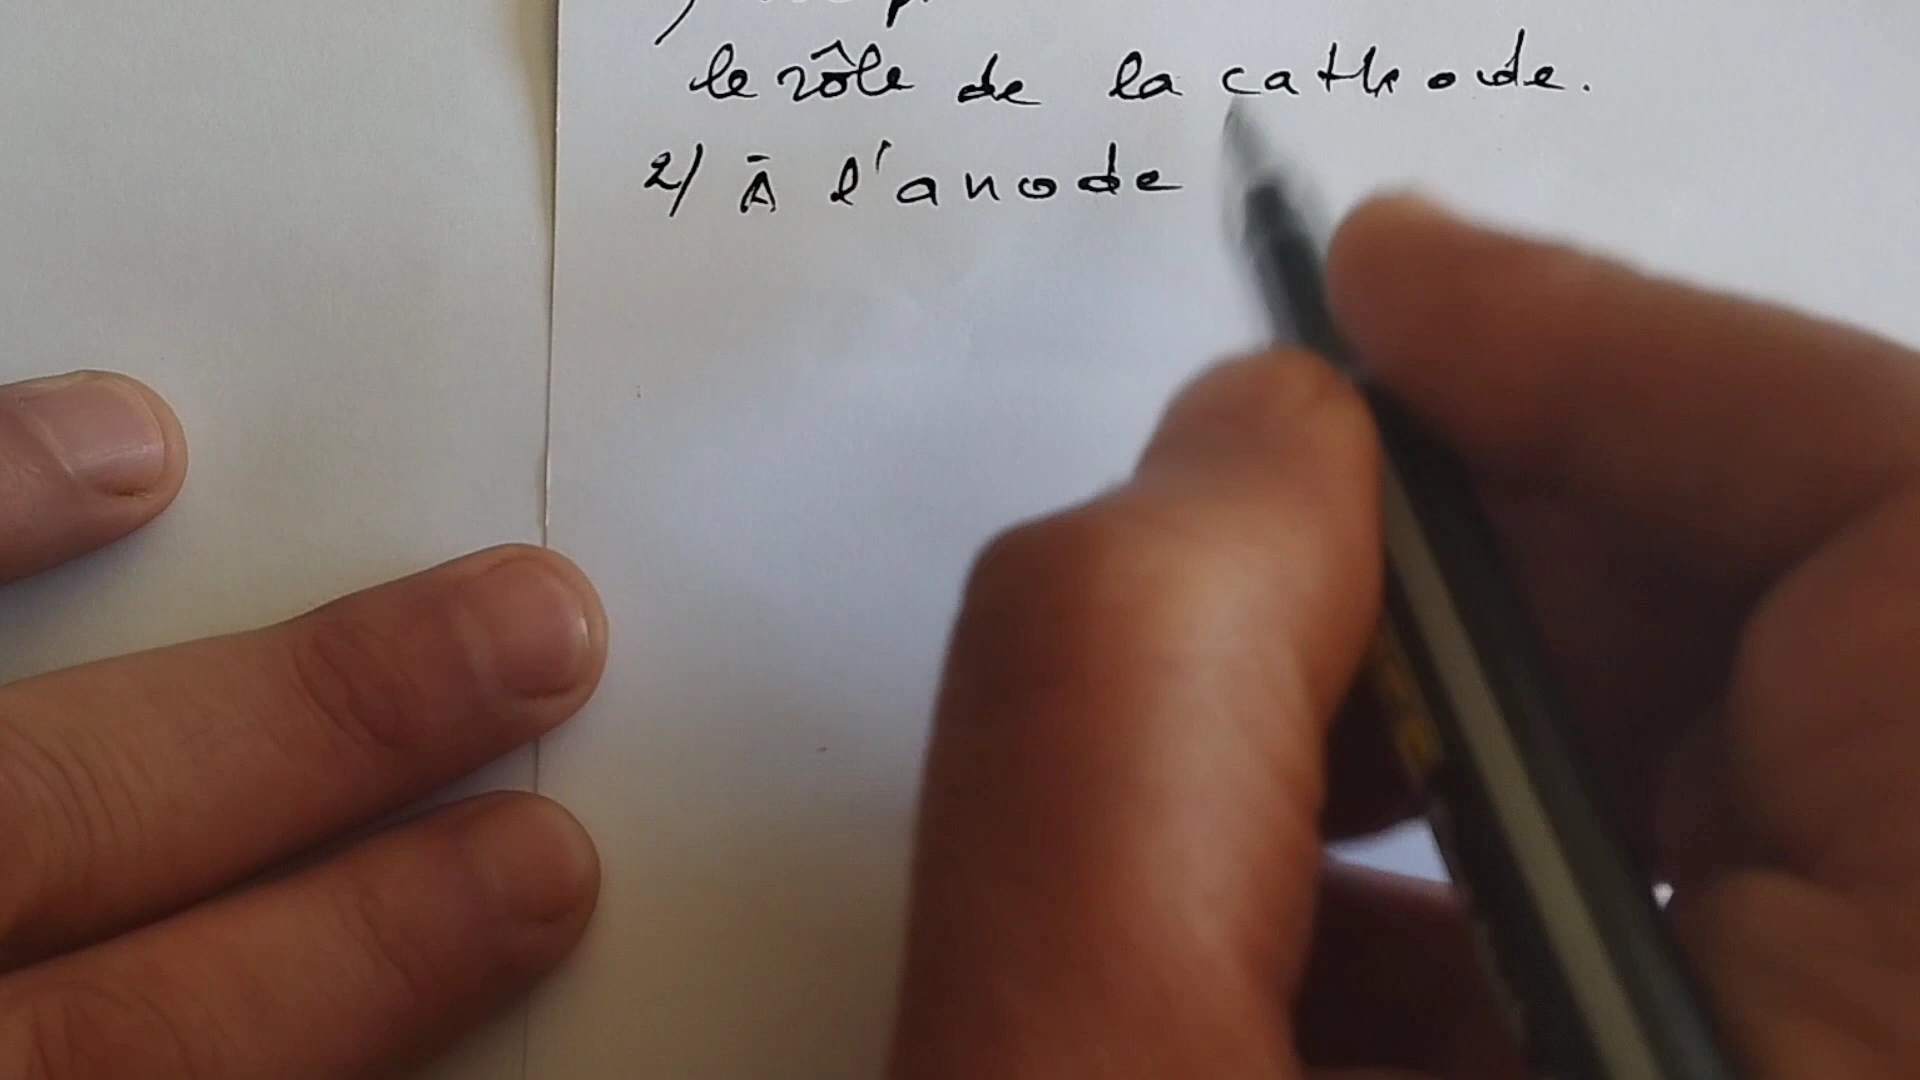 le rôle de la cathode.
2) À l'anode